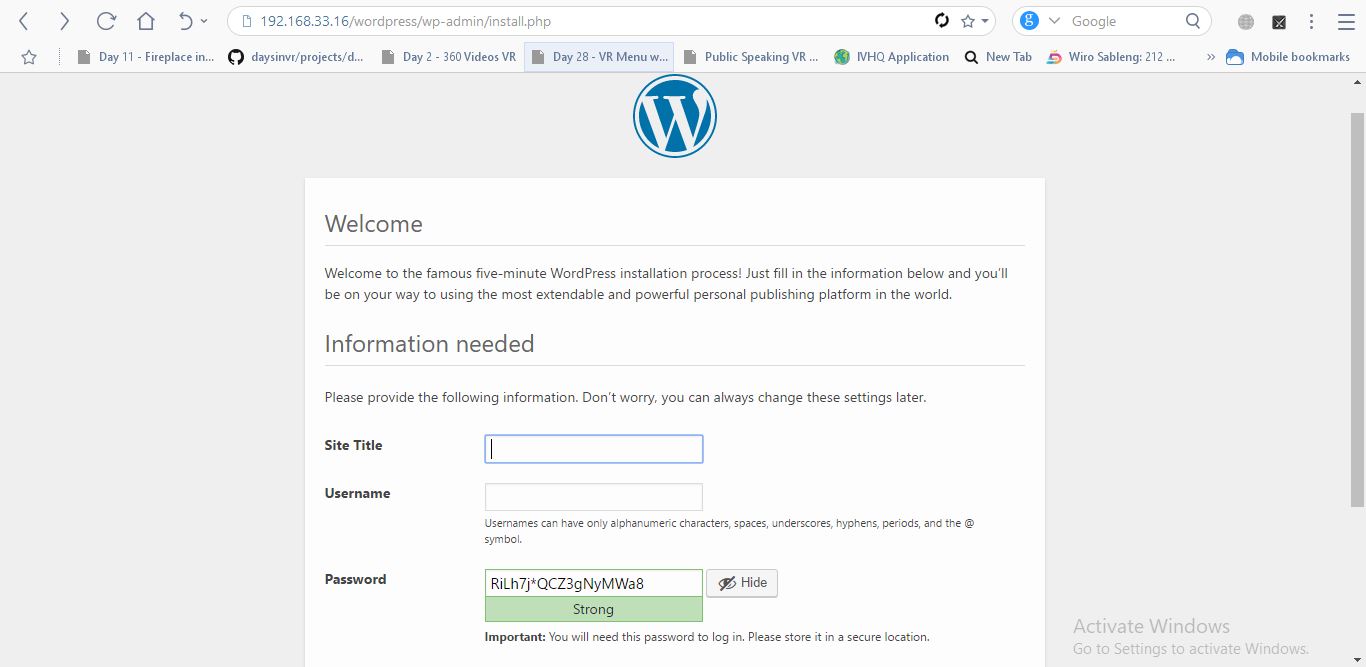 192.168.33.16/wordpress/wp-admin/install.php
Google
Day 11 - Fireplace in...
daysinvr/projects/d...
Day 2 - 360 Videos VR
Day 28 - VR Menu w...
Public Speaking VR ...
IVHQ Application
New Tab
Wiro Sableng: 212 ...
Mobile bookmarks
Welcome
Welcome to the famous five-minute WordPress installation process! Just fill in the information below and you'll
be on your way to using the most extendable and powerful personal publishing platform in the world.
Information needed
Please provide the following information. Don't worry, you can always change these settings later.
Site Title
Username
Usernames can have only alphanumeric characters, spaces, underscores, hyphens, periods, and the @
symbol.
Password
RiLh7j*QCZ3gNyMWa8
Hide
Strong
Important: You will need this password to log in. Please store it in a secure location.
Activate Windows
Go to Settings to activate Windows.